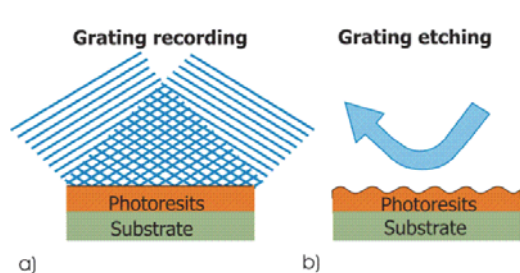 Grating recording
Grating etching
Photoresits
Substrate
Photoresits
Substrate
a)
b)